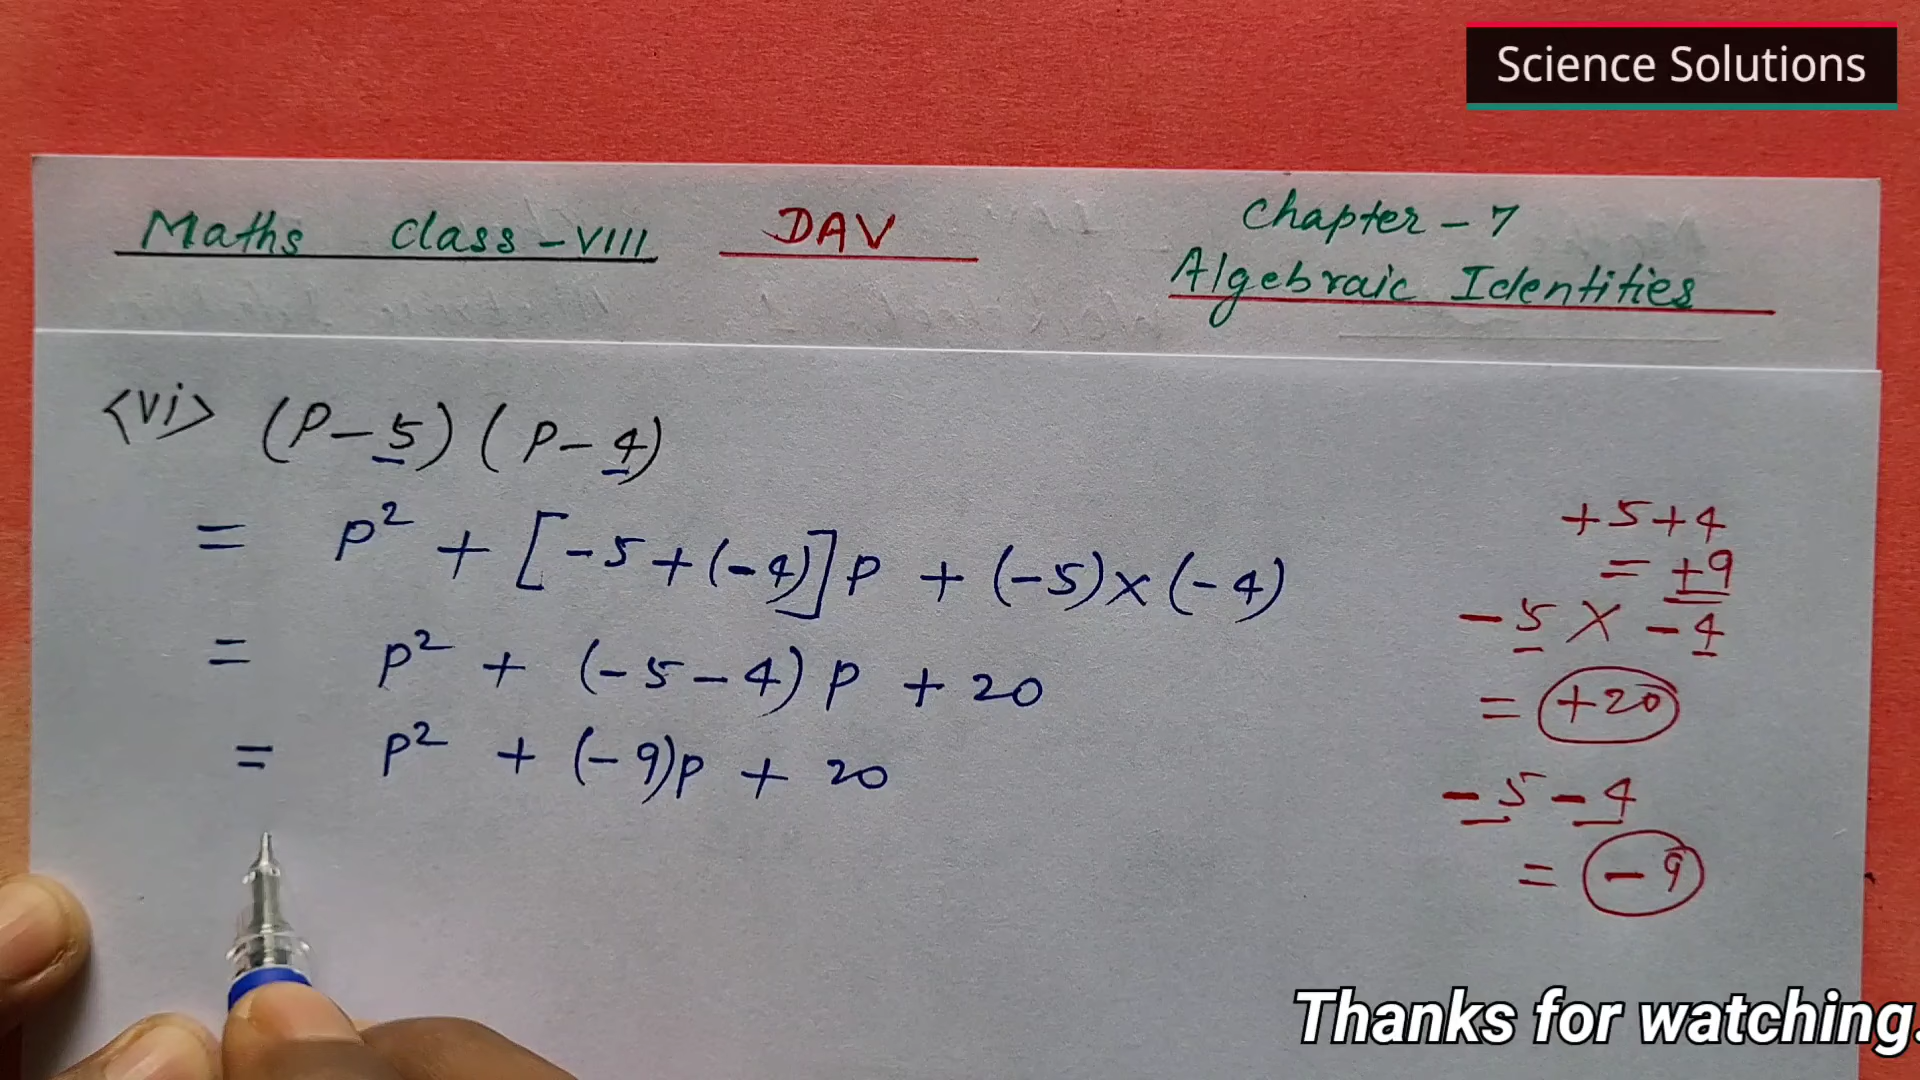 Science Solutions
Maths Class-VIII DAV Chapter-7
Algebraic Identities
<vi> (P-5) (P-4)
= P² + [-5+(-4)]P + (-5)×(-4)
= P² + (-5-4)P + 20
= P² + (-9)P + 20
+5+4
= +9
-5 × -4
= +20
-5-4
= -9
Thanks for watching.